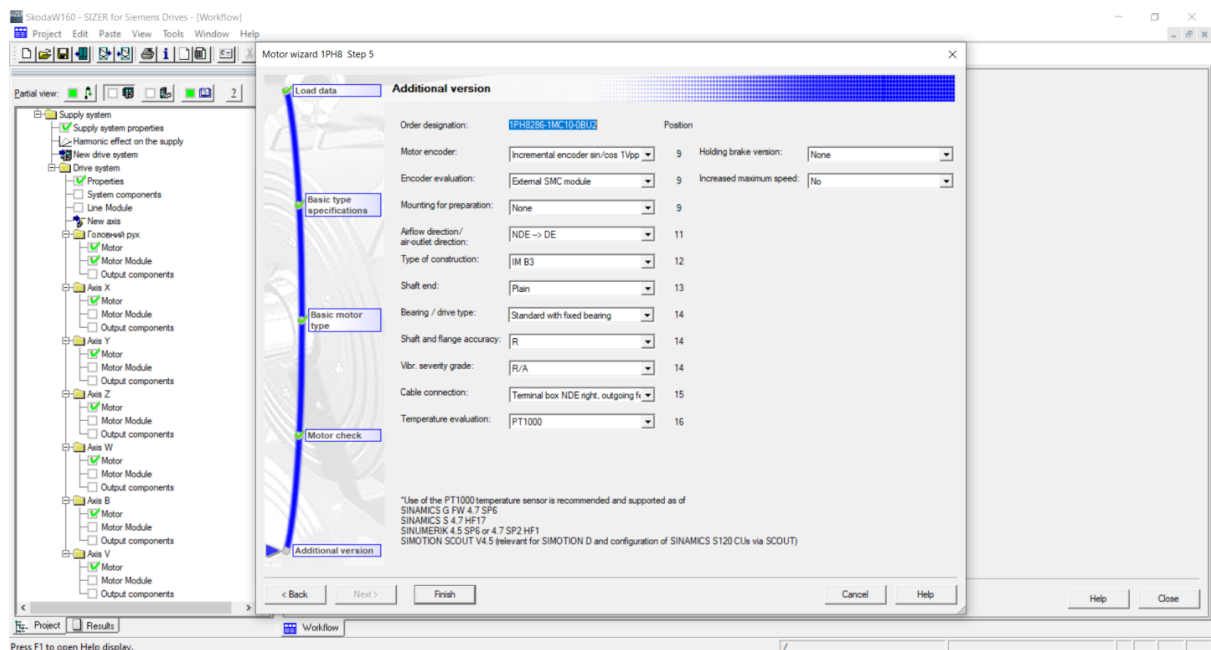 SkodaW160 - SIZER for Siemens Drives - [Workflow]
Project Edit Paste View Tools Window Help
Partial view:
?
Supply system
Supply system properties
Harmonic effect on the supply
New drive system
Drive system
Properties
System components
Line Module
New axis
Головний рух
Motor
Motor Module
Output components
Axis X
Motor
Motor Module
Output components
Axis Y
Motor
Motor Module
Output components
Axis Z
Motor
Motor Module
Output components
Axis W
Motor
Motor Module
Output components
Axis B
Motor
Motor Module
Output components
Axis V
Motor
Motor Module
Output components
Project Results
Press F1 to open Help display.
Motor wizard 1PH8 Step 5
Load data
Basic type
specifications
Basic motor
type
Motor check
Additional version
Additional version
Order designation: 1PH8286-1MC10-0BU2 Position
Motor encoder: Incremental encoder sin/cos 1Vpp 9 Holding brake version: None
Encoder evaluation: External SMC module 9 Increased maximum speed: No
Mounting for preparation: None 9
Airflow direction/
air-outlet direction: NDE --> DE 11
Type of construction: IM B3 12
Shaft end: Plain 13
Bearing / drive type: Standard with fixed bearing 14
Shaft and flange accuracy: R 14
Vibr. severity grade: R/A 14
Cable connection: Terminal box NDE right, outgoing 15
Temperature evaluation: PT1000 16
*Use of the PT1000 temperature sensor is recommended and supported as of
SINAMICS G FW 4.7 SP6
SINAMICS S 4.7 HF17
SINUMERIK 4.5 SP6 or 4.7 SP2 HF1
SIMOTION SCOUT V4.5 (relevant for SIMOTION D and configuration of SINAMICS S120 CUs via SCOUT)
< Back Next > Finish Cancel Help
Help Close
Workflow
/